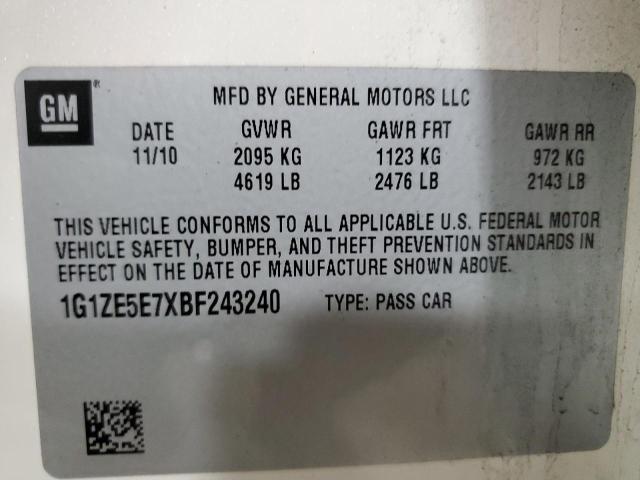 GM ®
MFD BY GENERAL MOTORS LLC
DATE GVWR GAWR FRT GAWR RR
11/10 2095 KG 1123 KG 972 KG
4619 LB 2476 LB 2143 LB
THIS VEHICLE CONFORMS TO ALL APPLICABLE U.S. FEDERAL MOTOR
VEHICLE SAFETY, BUMPER, AND THEFT PREVENTION STANDARDS IN
EFFECT ON THE DATE OF MANUFACTURE SHOWN ABOVE.
1G1ZE5E7XBF243240 TYPE: PASS CAR